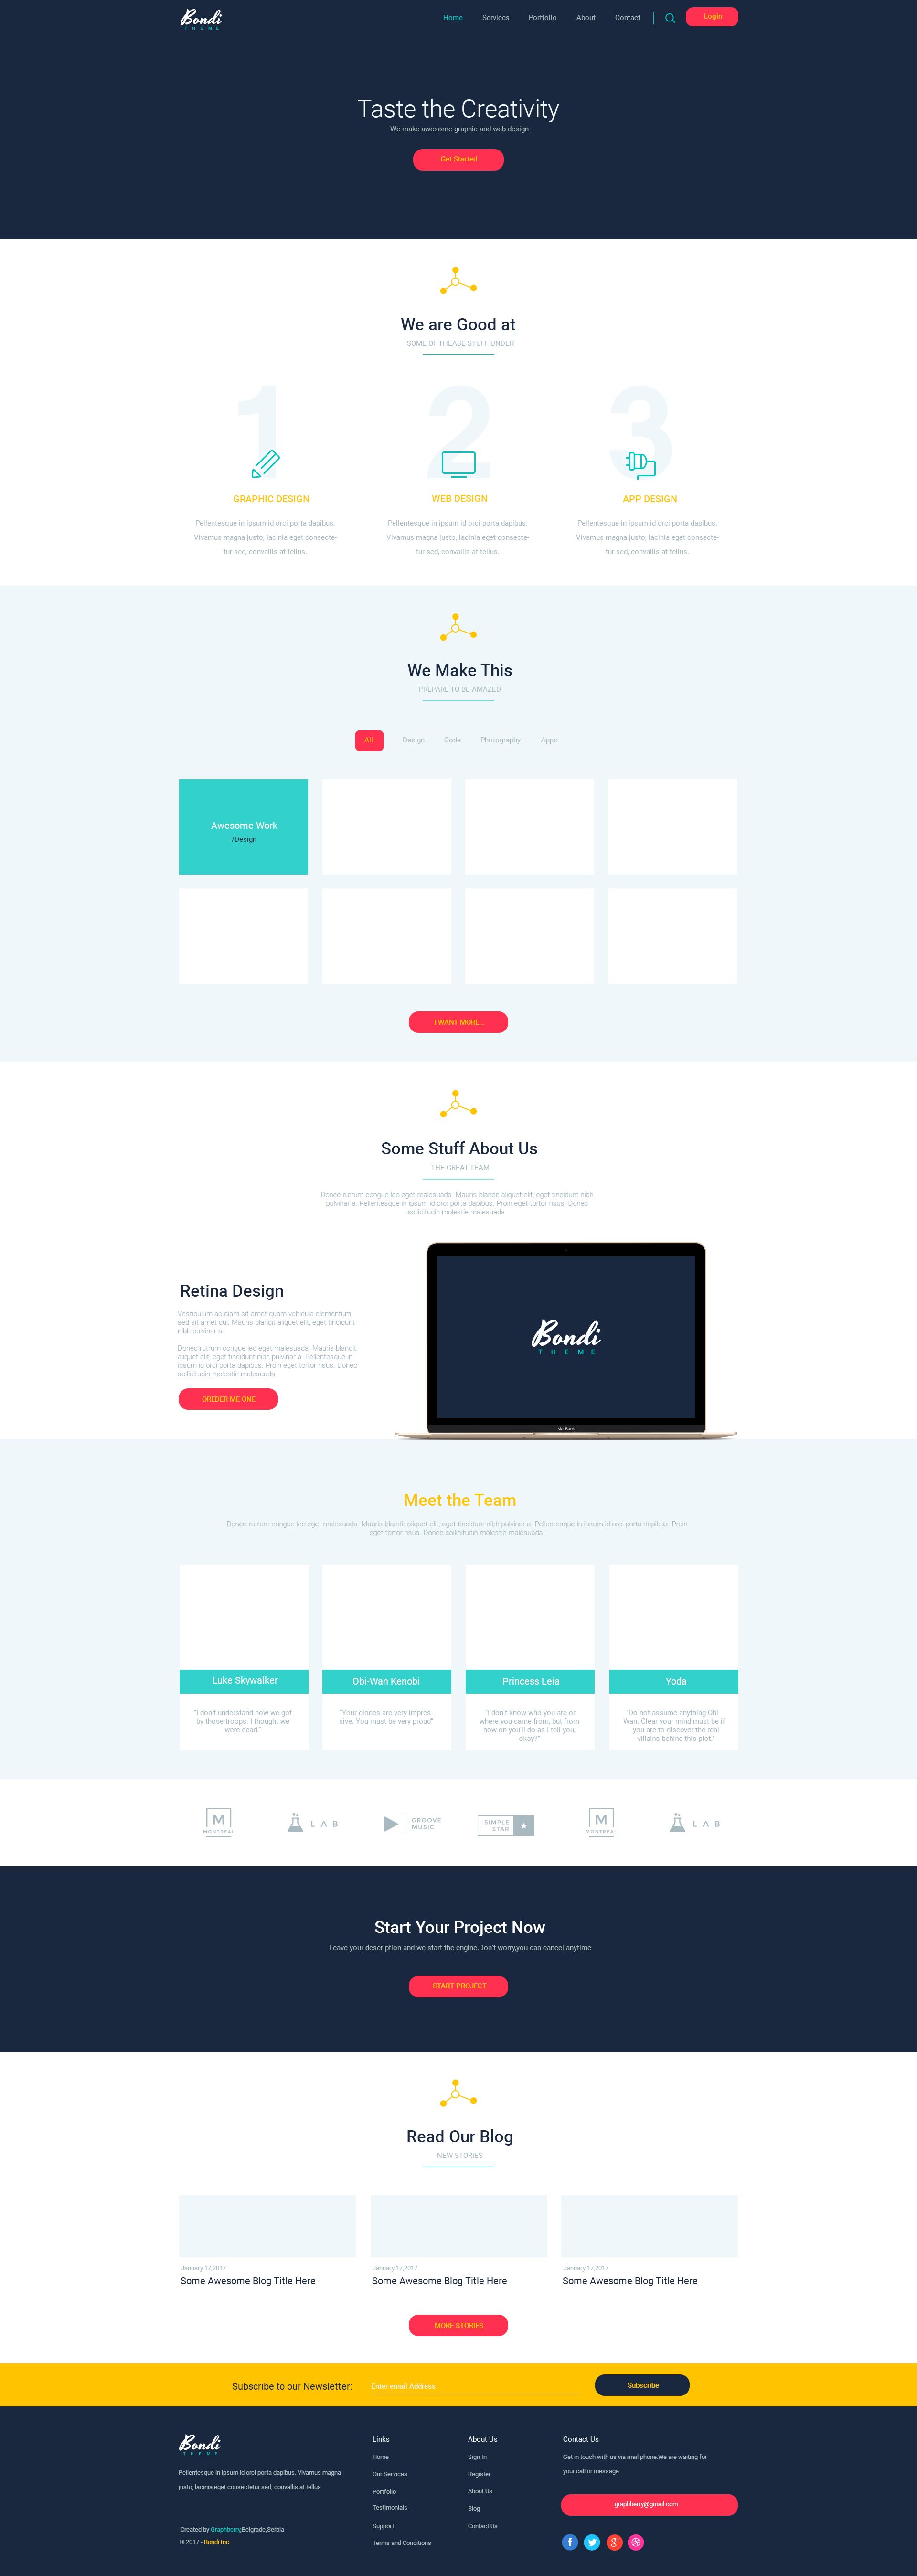 Bondi
THEME
Home Services Portfolio About Contact Login
Taste the Creativity
We make awesome graphic and web design
Get Started
We are Good at
SOME OF THEASE STUFF UNDER
1 2 3
GRAPHIC DESIGN
Pellentesque in ipsum id orci porta dapibus.
Vivamus magna justo, lacinia eget consecte-
tur sed, convallis at tellus.
WEB DESIGN
Pellentesque in ipsum id orci porta dapibus.
Vivamus magna justo, lacinia eget consecte-
tur sed, convallis at tellus.
APP DESIGN
Pellentesque in ipsum id orci porta dapibus.
Vivamus magna justo, lacinia eget consecte-
tur sed, convallis at tellus.
We Make This
PREPARE TO BE AMAZED
All Design Code Photography Apps
Awesome Work
/Design
I WANT MORE...
Some Stuff About Us
THE GREAT TEAM
Donec rutrum congue leo eget malesuada. Mauris blandit aliquet elit, eget tincidunt nibh
pulvinar a. Pellentesque in ipsum id orci porta dapibus. Proin eget tortor risus. Donec
sollicitudin molestie malesuada.
Retina Design
Vestibulum ac diam sit amet quam vehicula elementum
sed sit amet dui. Mauris blandit aliquet elit, eget tincidunt
nibh pulvinar a.
Donec rutrum congue leo eget malesuada. Mauris blandit
aliquet elit, eget tincidunt nibh pulvinar a. Pellentesque in
ipsum id orci porta dapibus. Proin eget tortor risus. Donec
sollicitudin molestie malesuada.
OREDER ME ONE
Bondi
THEME
MacBook
Meet the Team
Donec rutrum congue leo eget malesuada. Mauris blandit aliquet elit, eget tincidunt nibh pulvinar a. Pellentesque in ipsum id orci porta dapibus. Proin
eget tortor risus. Donec sollicitudin molestie malesuada.
Luke Skywalker
"I don't understand how we got
by those troops. I thought we
were dead."
Obi-Wan Kenobi
"Your clones are very impres-
sive. You must be very proud"
Princess Leia
"I don't know who you are or
where you came from, but from
now on you'll do as I tell you,
okay?"
Yoda
"Do not assume anything Obi-
Wan. Clear your mind must be if
you are to discover the real
villains behind this plot."
M
MONTREAL
LAB
GROOVE
MUSIC
SIMPLE
STAR
M
MONTREAL
LAB
Start Your Project Now
Leave your description and we start the engine.Don't worry,you can cancel anytime
START PROJECT
Read Our Blog
NEW STORIES
January 17,2017
Some Awesome Blog Title Here
January 17,2017
Some Awesome Blog Title Here
January 17,2017
Some Awesome Blog Title Here
MORE STORIES
Subscribe to our Newsletter: Enter email Address Subscribe
Bondi
THEME
Pellentesque in ipsum id orci porta dapibus. Vivamus magna
justo, lacinia eget consectetur sed, convallis at tellus.
Created by Graphberry,Belgrade,Serbia
© 2017 - Bondi.Inc
Links
Home
Our Services
Portfolio
Testimonials
Support
Terms and Conditions
About Us
Sign In
Register
About Us
Blog
Contact Us
Contact Us
Get in touch with us via mail phone.We are waiting for
your call or message
graphberry@gmail.com